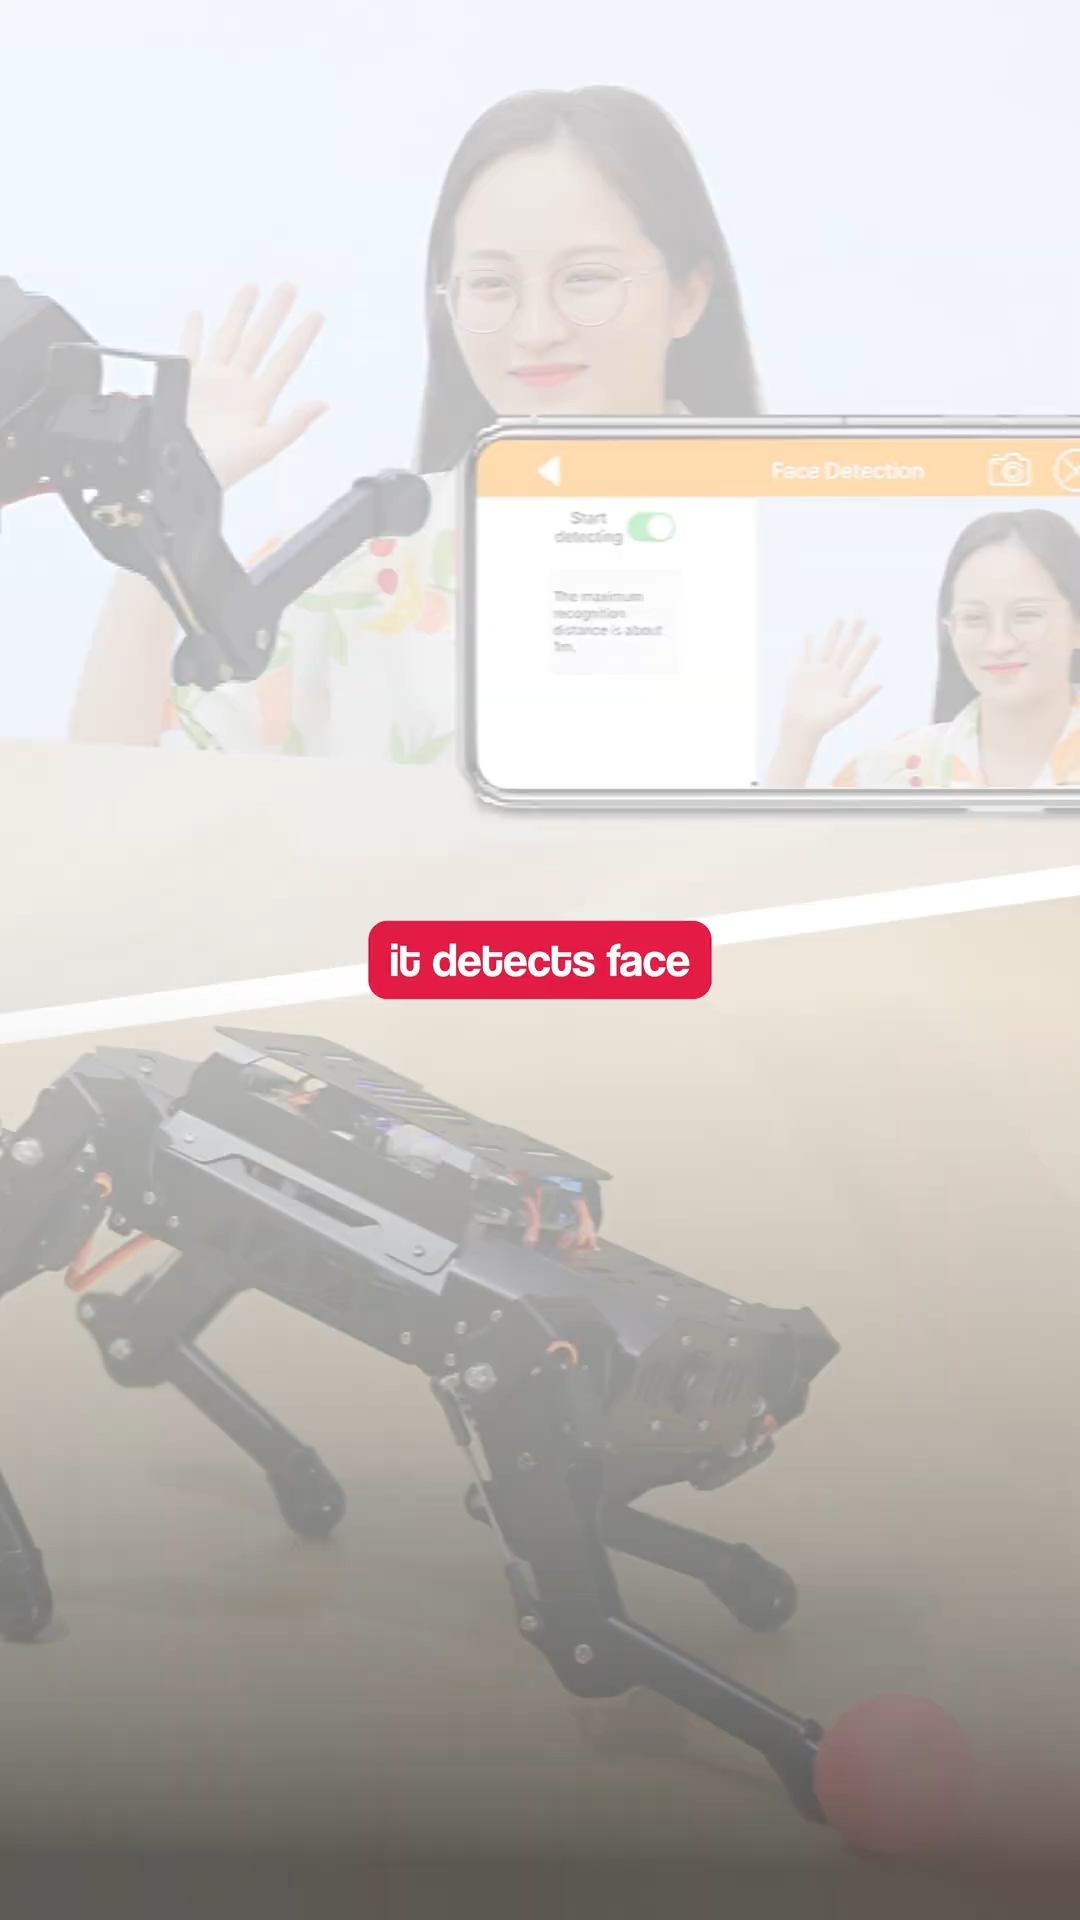 Face Detection
Start
detecting
The maximum
recognition
distance is about
1m.
it detects face